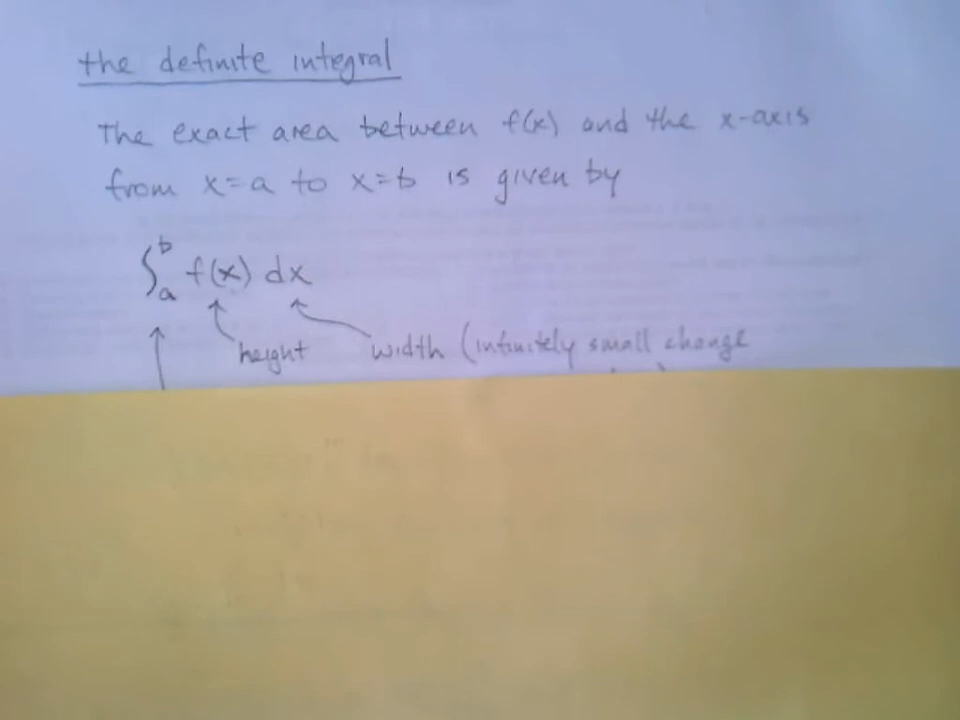 the definite integral
The exact area between f(x) and the x-axis
from x=a to x=b is given by
∫_a^b f(x) dx
height width (infinitely small change